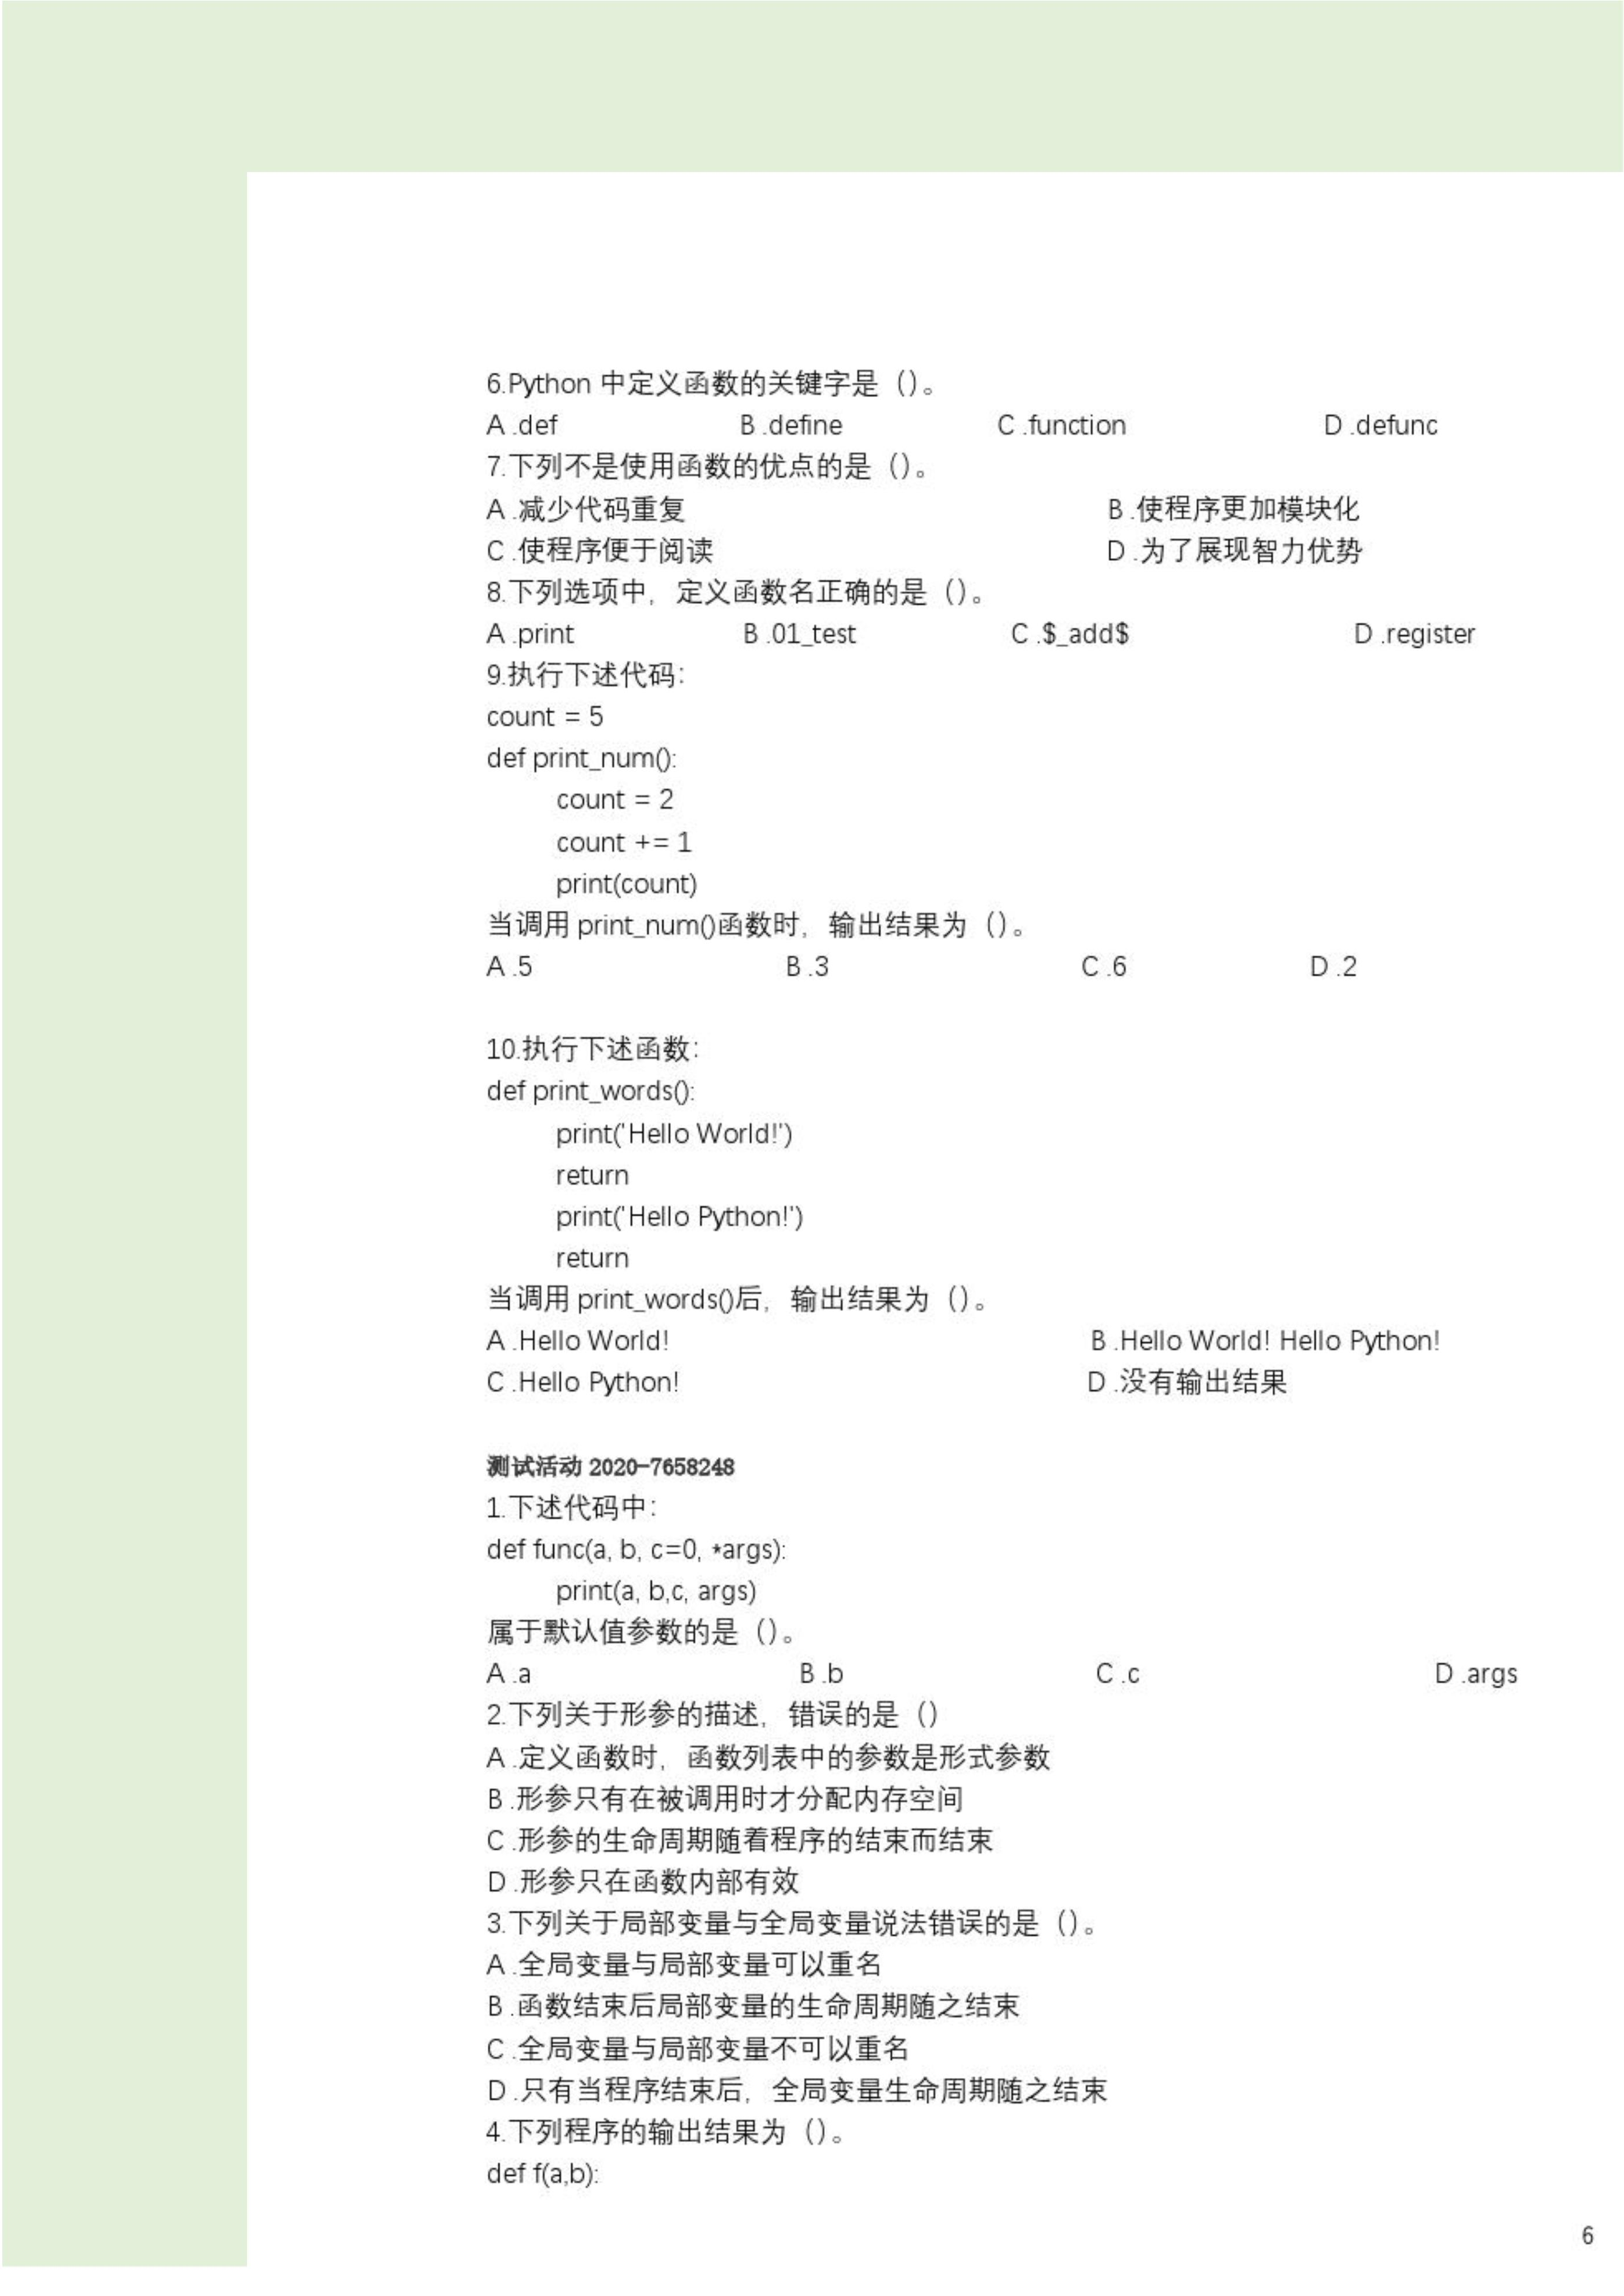 6.Python 中定义函数的关键字是（）。
A .def B .define C .function D .defunc
7.下列不是使用函数的优点的是（）。
A .减少代码重复 B .使程序更加模块化
C .使程序便于阅读 D .为了展现智力优势
8.下列选项中，定义函数名正确的是（）。
A .print B .01_test C .$_add$ D .register
9.执行下述代码：
count = 5
def print_num():
count = 2
count += 1
print(count)
当调用 print_num()函数时，输出结果为（）。
A .5 B .3 C .6 D .2
10.执行下述函数：
def print_words():
print('Hello World!')
return
print('Hello Python!')
return
当调用 print_words()后，输出结果为（）。
A .Hello World! B .Hello World! Hello Python!
C .Hello Python! D .没有输出结果
测试活动 2020-7658248
1.下述代码中：
def func(a, b, c=0, *args):
print(a, b,c, args)
属于默认值参数的是（）。
A .a B .b C .c D .args
2.下列关于形参的描述，错误的是（）
A .定义函数时，函数列表中的参数是形式参数
B .形参只有在被调用时才分配内存空间
C .形参的生命周期随着程序的结束而结束
D .形参只在函数内部有效
3.下列关于局部变量与全局变量说法错误的是（）。
A .全局变量与局部变量可以重名
B .函数结束后局部变量的生命周期随之结束
C .全局变量与局部变量不可以重名
D .只有当程序结束后，全局变量生命周期随之结束
4.下列程序的输出结果为（）。
def f(a,b):
6